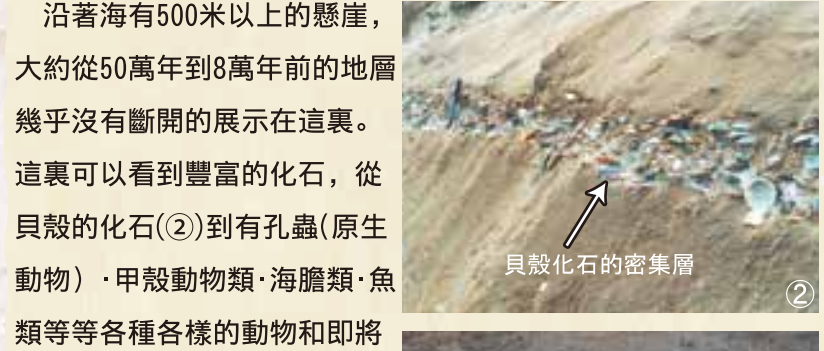 沿著海有500米以上的懸崖，
大約從50萬年到8萬年前的地層
幾乎沒有斷開的展示在這裏。
這裏可以看到豐富的化石，從
貝殼的化石(②)到有孔蟲(原生
動物）·甲殼動物類·海膽類·魚
類等等各種各樣的動物和即將
貝殼化石的密集層
②